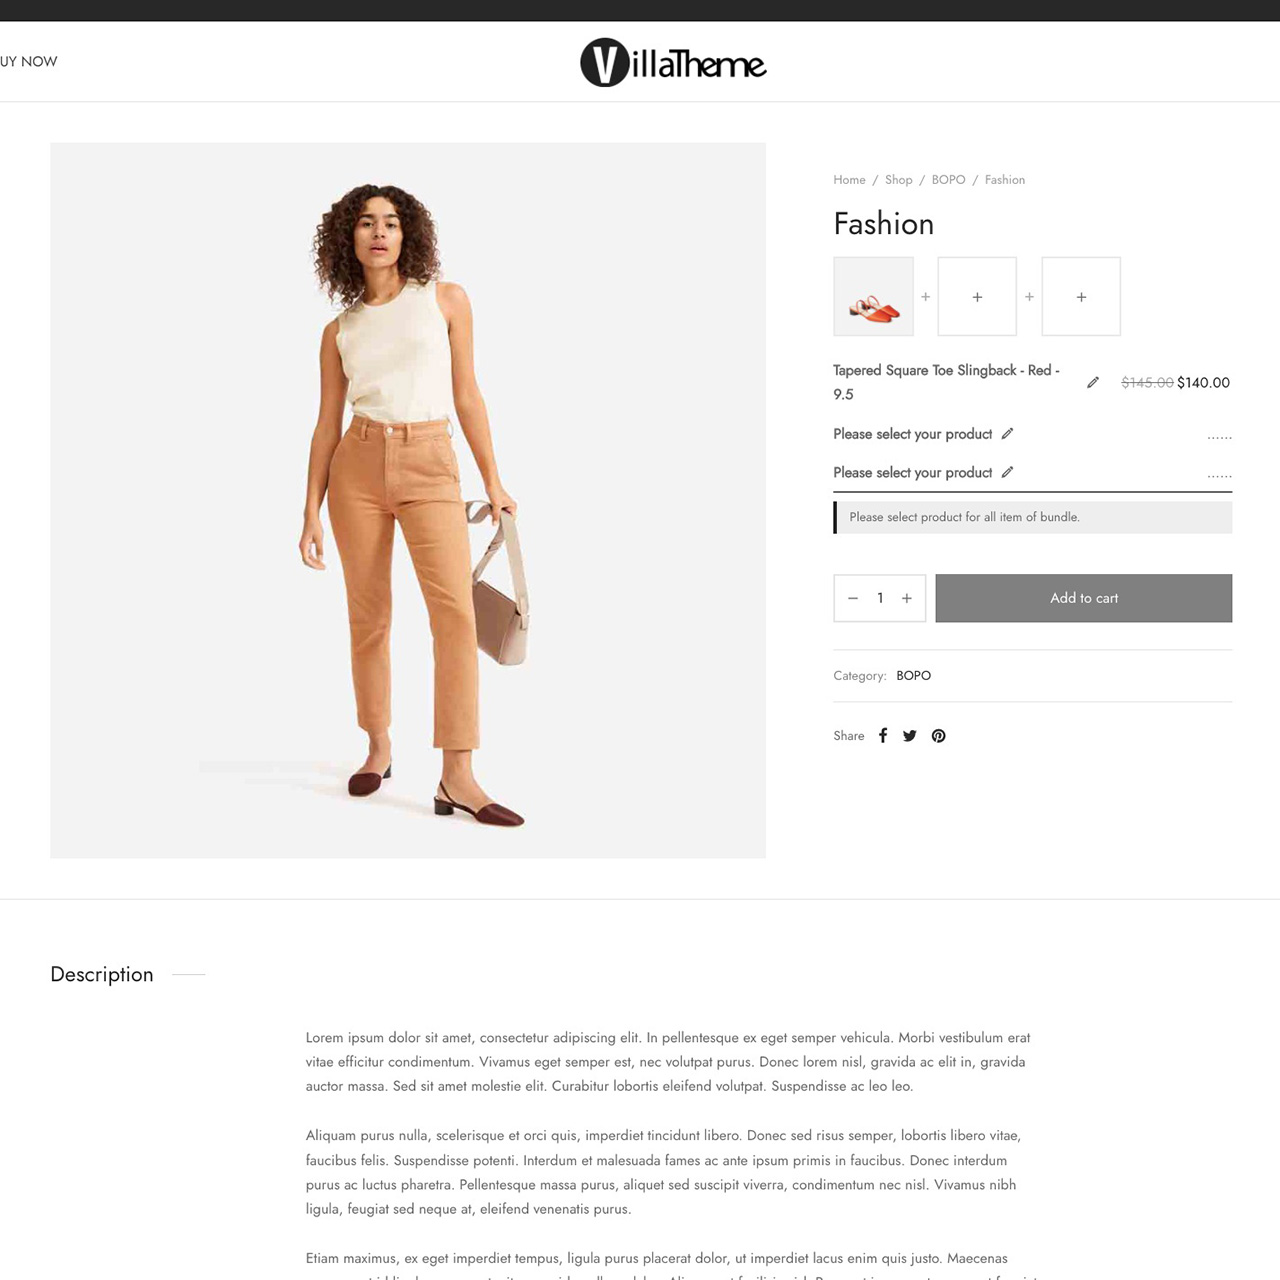 UY NOW
VillaTheme
Home / Shop / BOPO / Fashion
Fashion
+ + + +
Tapered Square Toe Slingback - Red -
9.5
$145.00 $140.00
Please select your product
......
Please select your product
......
Please select product for all item of bundle.
− 1 +
Add to cart
Category: BOPO
Share
Description
Lorem ipsum dolor sit amet, consectetur adipiscing elit. In pellentesque ex eget semper vehicula. Morbi vestibulum erat
vitae efficitur condimentum. Vivamus eget semper est, nec volutpat purus. Donec lorem nisl, gravida ac elit in, gravida
auctor massa. Sed sit amet molestie elit. Curabitur lobortis eleifend volutpat. Suspendisse ac leo leo.
Aliquam purus nulla, scelerisque et orci quis, imperdiet tincidunt libero. Donec sed risus semper, lobortis libero vitae,
faucibus felis. Suspendisse potenti. Interdum et malesuada fames ac ante ipsum primis in faucibus. Donec interdum
purus ac luctus pharetra. Pellentesque massa purus, aliquet sed suscipit viverra, condimentum nec nisl. Vivamus nibh
ligula, feugiat sed neque at, eleifend venenatis purus.
Etiam maximus, ex eget imperdiet tempus, ligula purus placerat dolor, ut imperdiet lacus enim quis justo. Maecenas